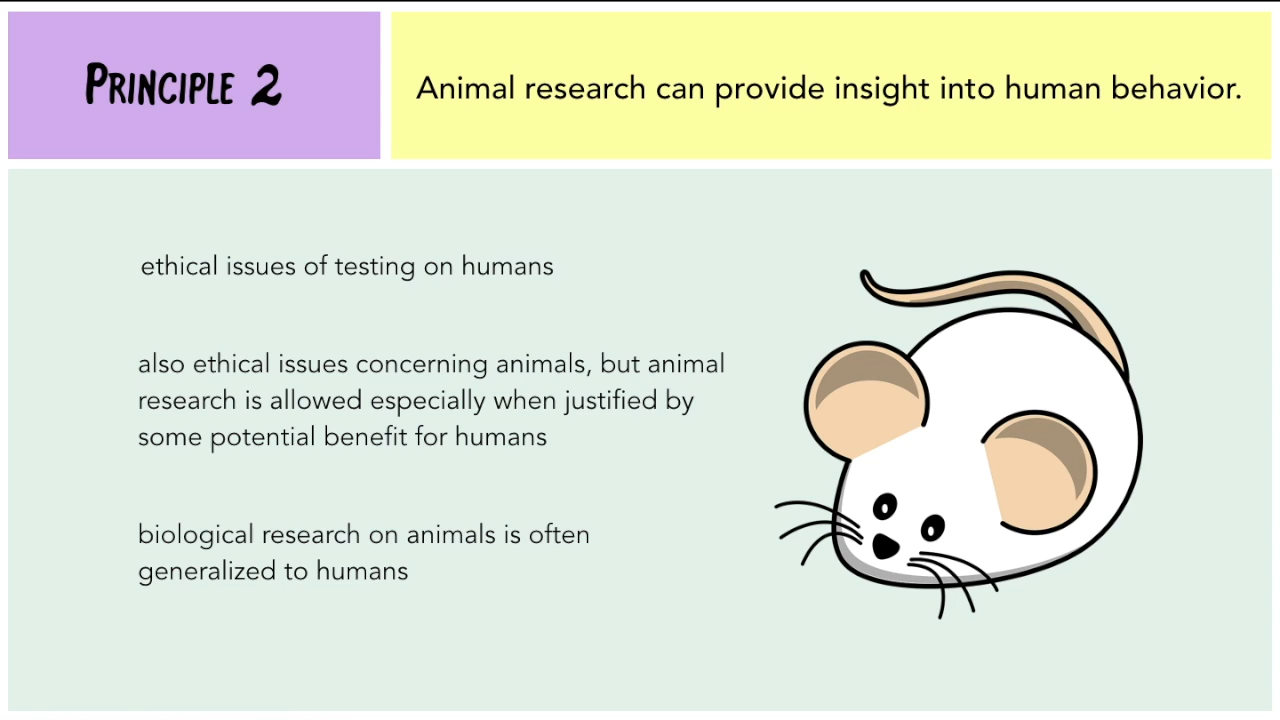 Principle 2
Animal research can provide insight into human behavior.
ethical issues of testing on humans
also ethical issues concerning animals, but animal
research is allowed especially when justified by
some potential benefit for humans
biological research on animals is often
generalized to humans